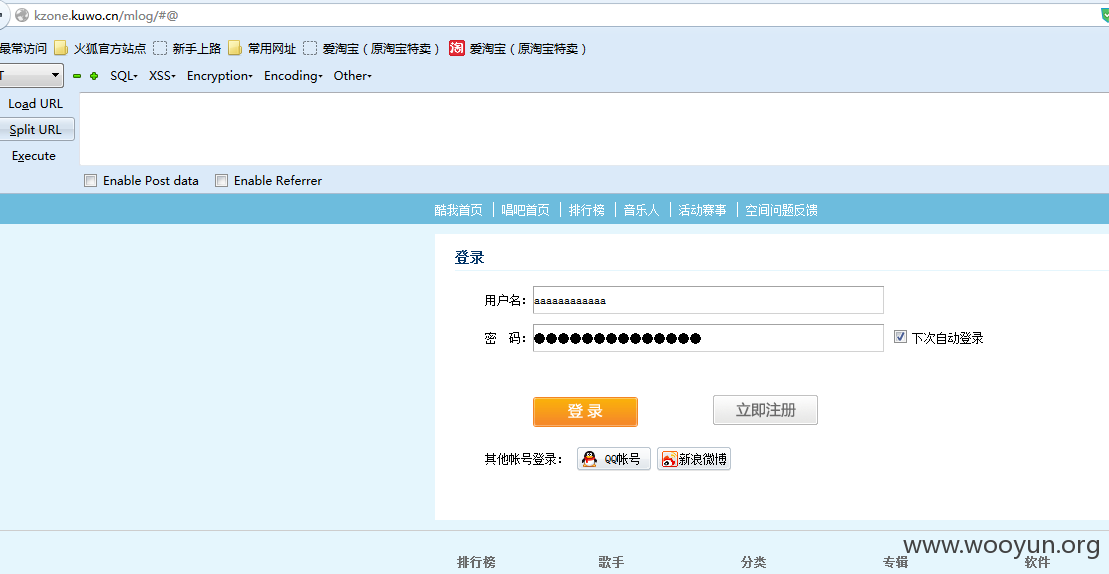 kzone.kuwo.cn/mlog/#@
最常访问 火狐官方站点 新手上路 常用网址 爱淘宝（原淘宝特卖） 淘 爱淘宝（原淘宝特卖）
T SQL XSS Encryption Encoding Other
Load URL
Split URL
Execute
Enable Post data Enable Referrer
酷我首页 唱吧首页 排行榜 音乐人 活动赛事 空间问题反馈
登录
用户名： aaaaaaaaaaaa
密 码： ●●●●●●●●●●●●●● 下次自动登录
登 录 立即注册
其他帐号登录： QQ帐号 新浪微博
www.wooyun.org
排行榜 歌手 分类 专辑 软件